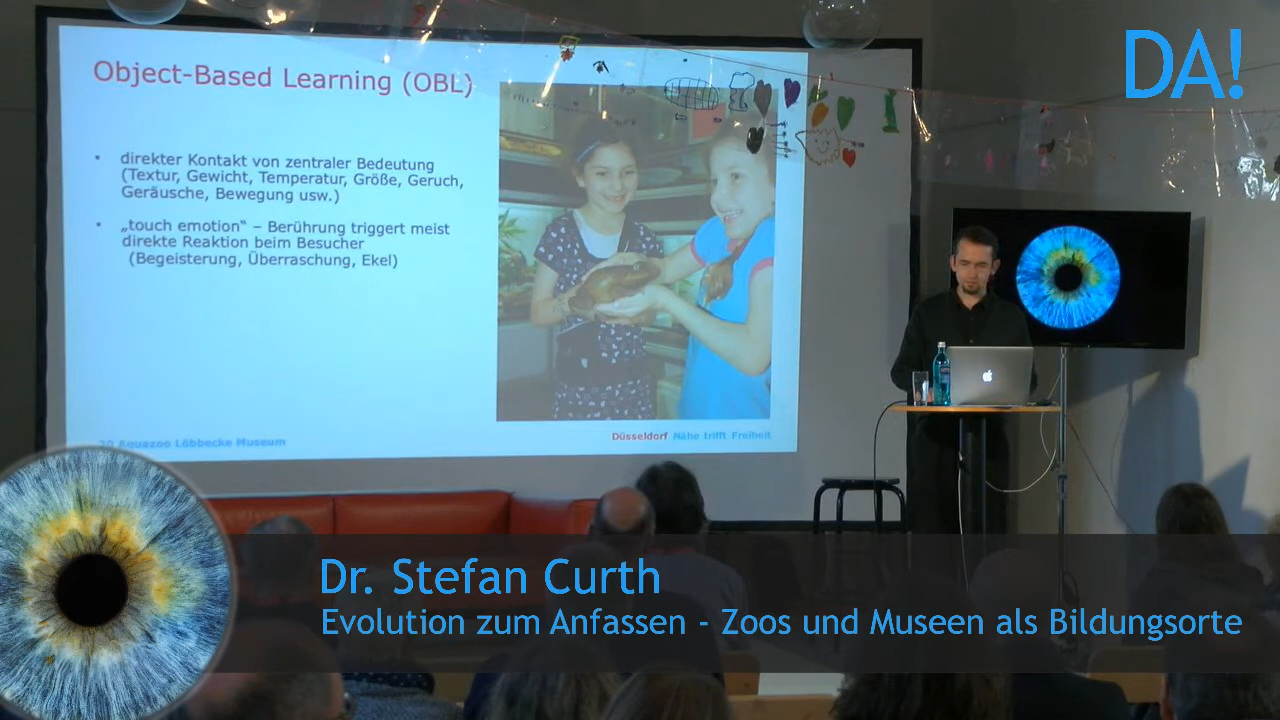 DA!
Object-Based Learning (OBL)
• direkter Kontakt von zentraler Bedeutung
(Textur, Gewicht, Temperatur, Größe, Geruch,
Geräusche, Bewegung usw.)
• „touch emotion“ – Berührung triggert meist
direkte Reaktion beim Besucher
(Begeisterung, Überraschung, Ekel)
20 Aquazoo Löbbecke Museum
Düsseldorf Nähe trifft Freiheit
Dr. Stefan Curth
Evolution zum Anfassen - Zoos und Museen als Bildungsorte